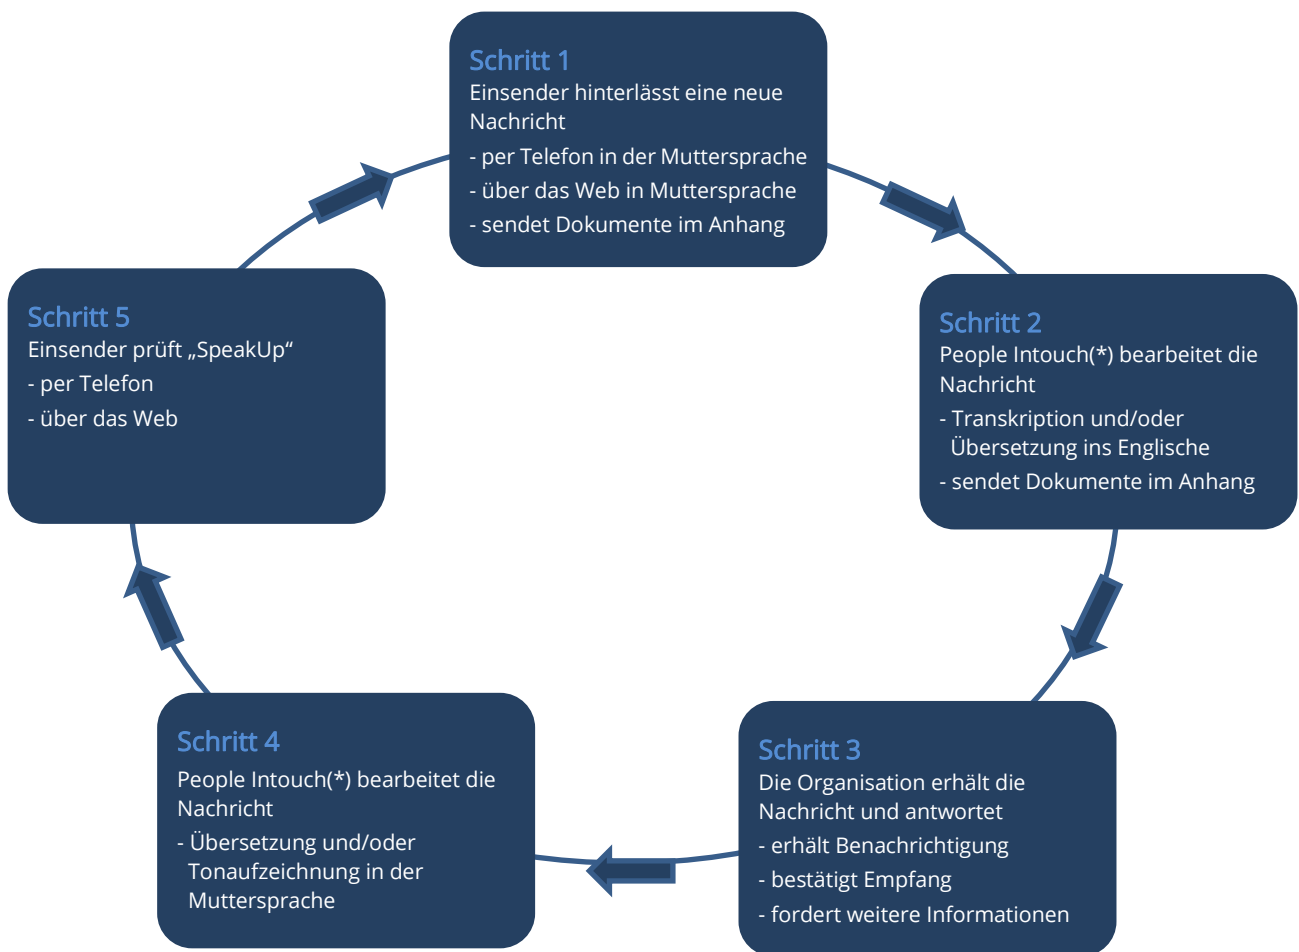 Schritt 1
Einsender hinterlässt eine neue
Nachricht
- per Telefon in der Muttersprache
- über das Web in Muttersprache
- sendet Dokumente im Anhang
Schritt 2
People Intouch(*) bearbeitet die
Nachricht
- Transkription und/oder
Übersetzung ins Englische
- sendet Dokumente im Anhang
Schritt 3
Die Organisation erhält die
Nachricht und antwortet
- erhält Benachrichtigung
- bestätigt Empfang
- fordert weitere Informationen
Schritt 4
People Intouch(*) bearbeitet die
Nachricht
- Übersetzung und/oder
Tonaufzeichnung in der
Muttersprache
Schritt 5
Einsender prüft „SpeakUp“
- per Telefon
- über das Web